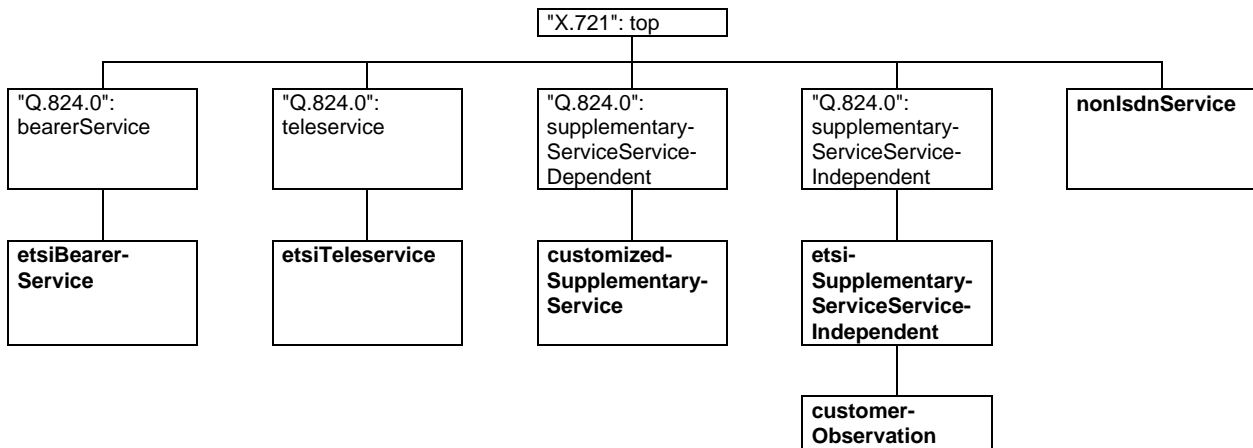 "X.721": top
"Q.824.0":
bearerService
"Q.824.0":
teleservice
"Q.824.0":
supplementary-
ServiceService-
Dependent
"Q.824.0":
supplementary-
ServiceService-
Independent
nonIsdnService
etsiBearer-
Service
etsiTeleservice
customized-
Supplementary-
Service
etsi-
Supplementary-
ServiceService-
Independent
customer-
Observation